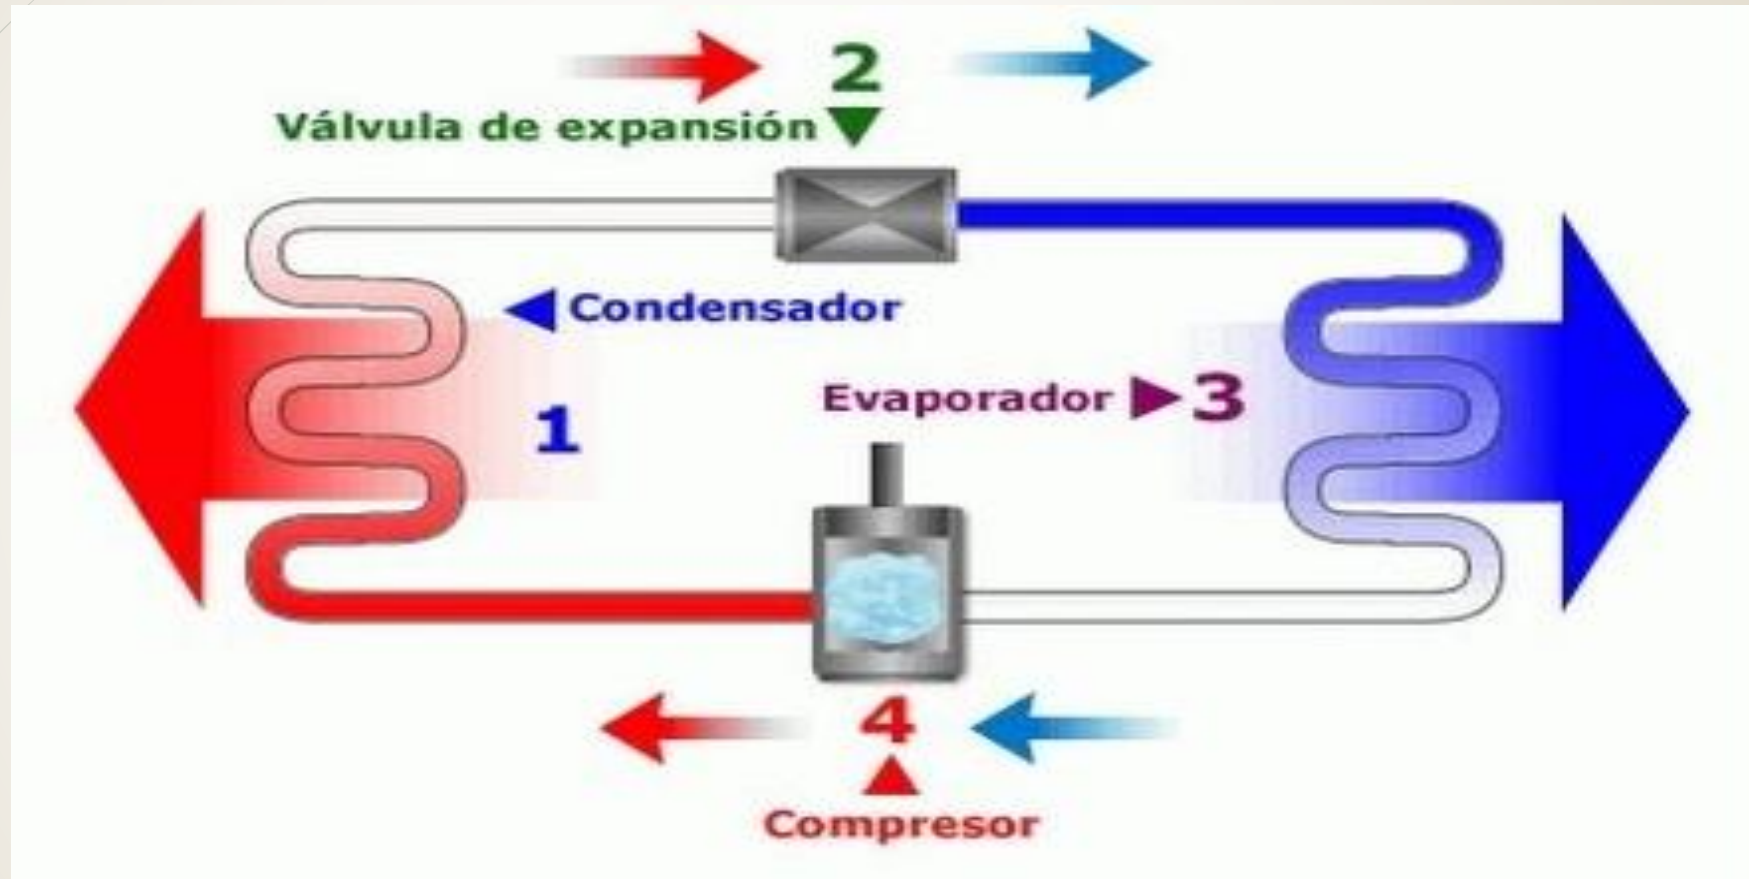 2
Válvula de expansión
Condensador
Evaporador 3
1
4
Compresor